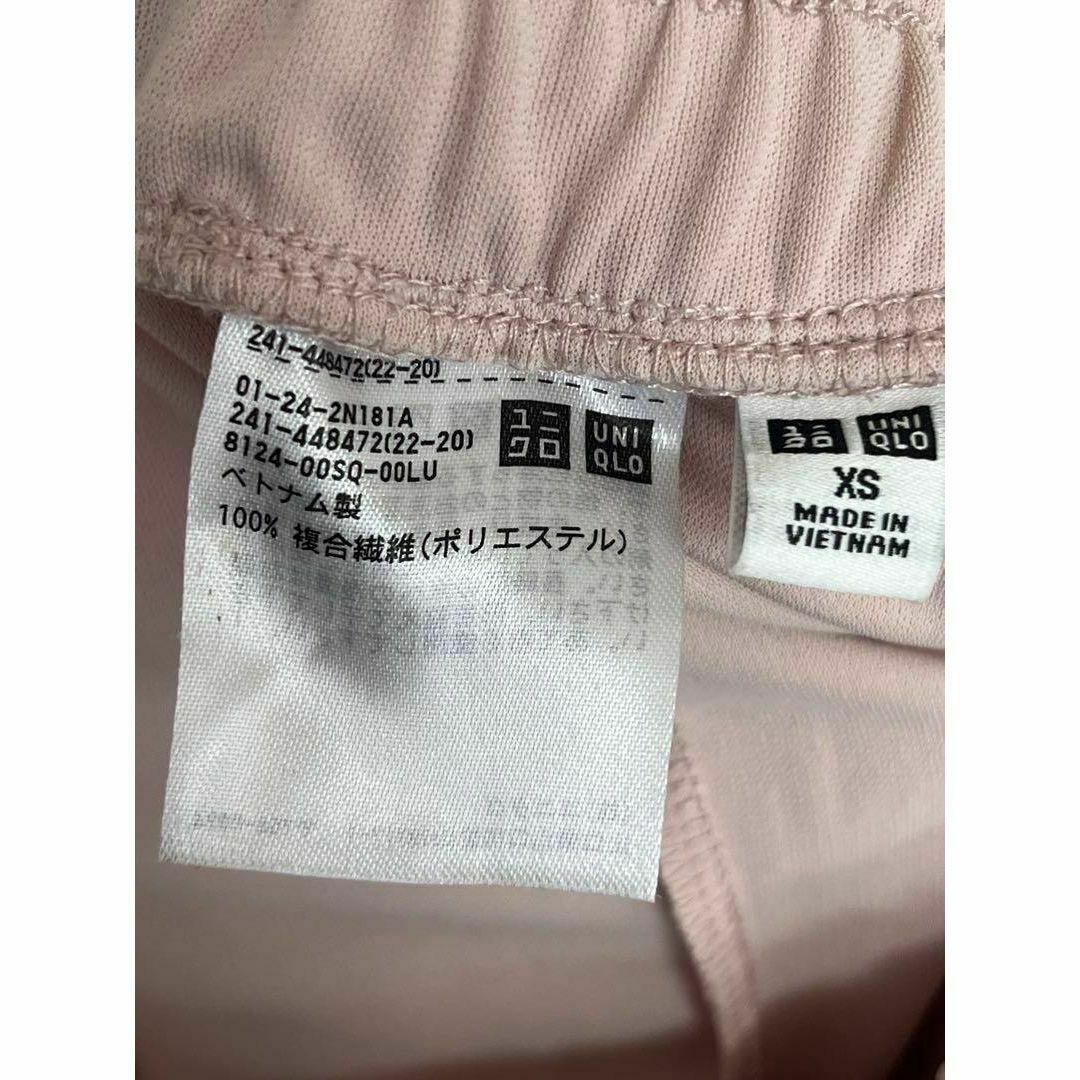 241-448472(22-20)
01-24-2N181A
241-448472(22-20)
8124-00SQ-00LU
ベトナム製
100% 複合繊維(ポリエステル)
ユニ
クロ
UNI
QLO
ユニ
クロ
UNI
QLO
XS
MADE IN
VIETNAM